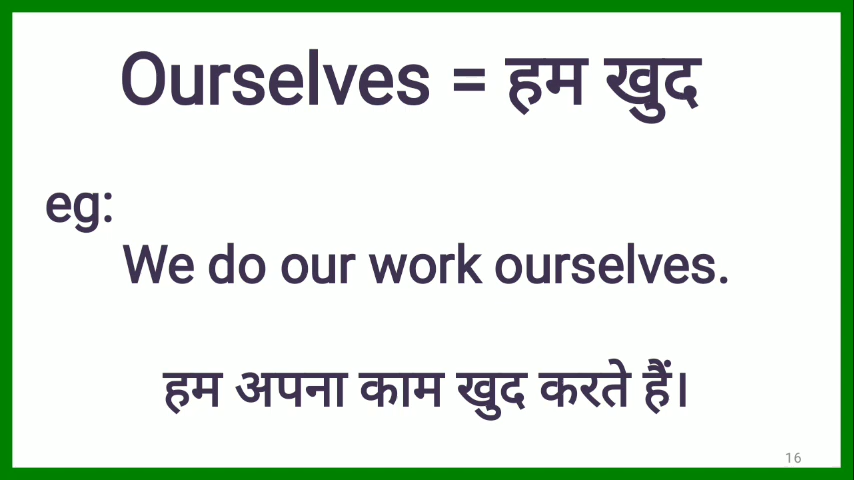 Ourselves = हम खुद
eg:
We do our work ourselves.
हम अपना काम खुद करते हैं।
16